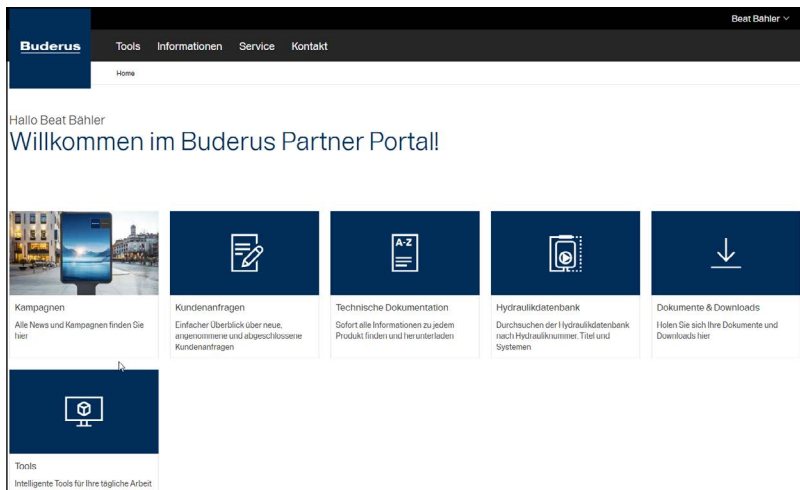 Beat Bähler
Buderus
Tools Informationen Service Kontakt
Home
Hallo Beat Bähler
Willkommen im Buderus Partner Portal!
A-Z
Kampagnen
Alle News und Kampagnen finden Sie
hier
Kundenanfragen
Einfacher Überblick über neue,
angenommene und abgeschlossene
Kundenanfragen
Technische Dokumentation
Sofort alle Informationen zu jedem
Produkt finden und herunterladen
Hydraulikdatenbank
Durchsuchen der Hydraulikdatenbank
nach Hydrauliknummer, Titel und
Systemen
Dokumente & Downloads
Holen Sie sich Ihre Dokumente und
Downloads hier
Tools
Intelligente Tools für Ihre tägliche Arbeit